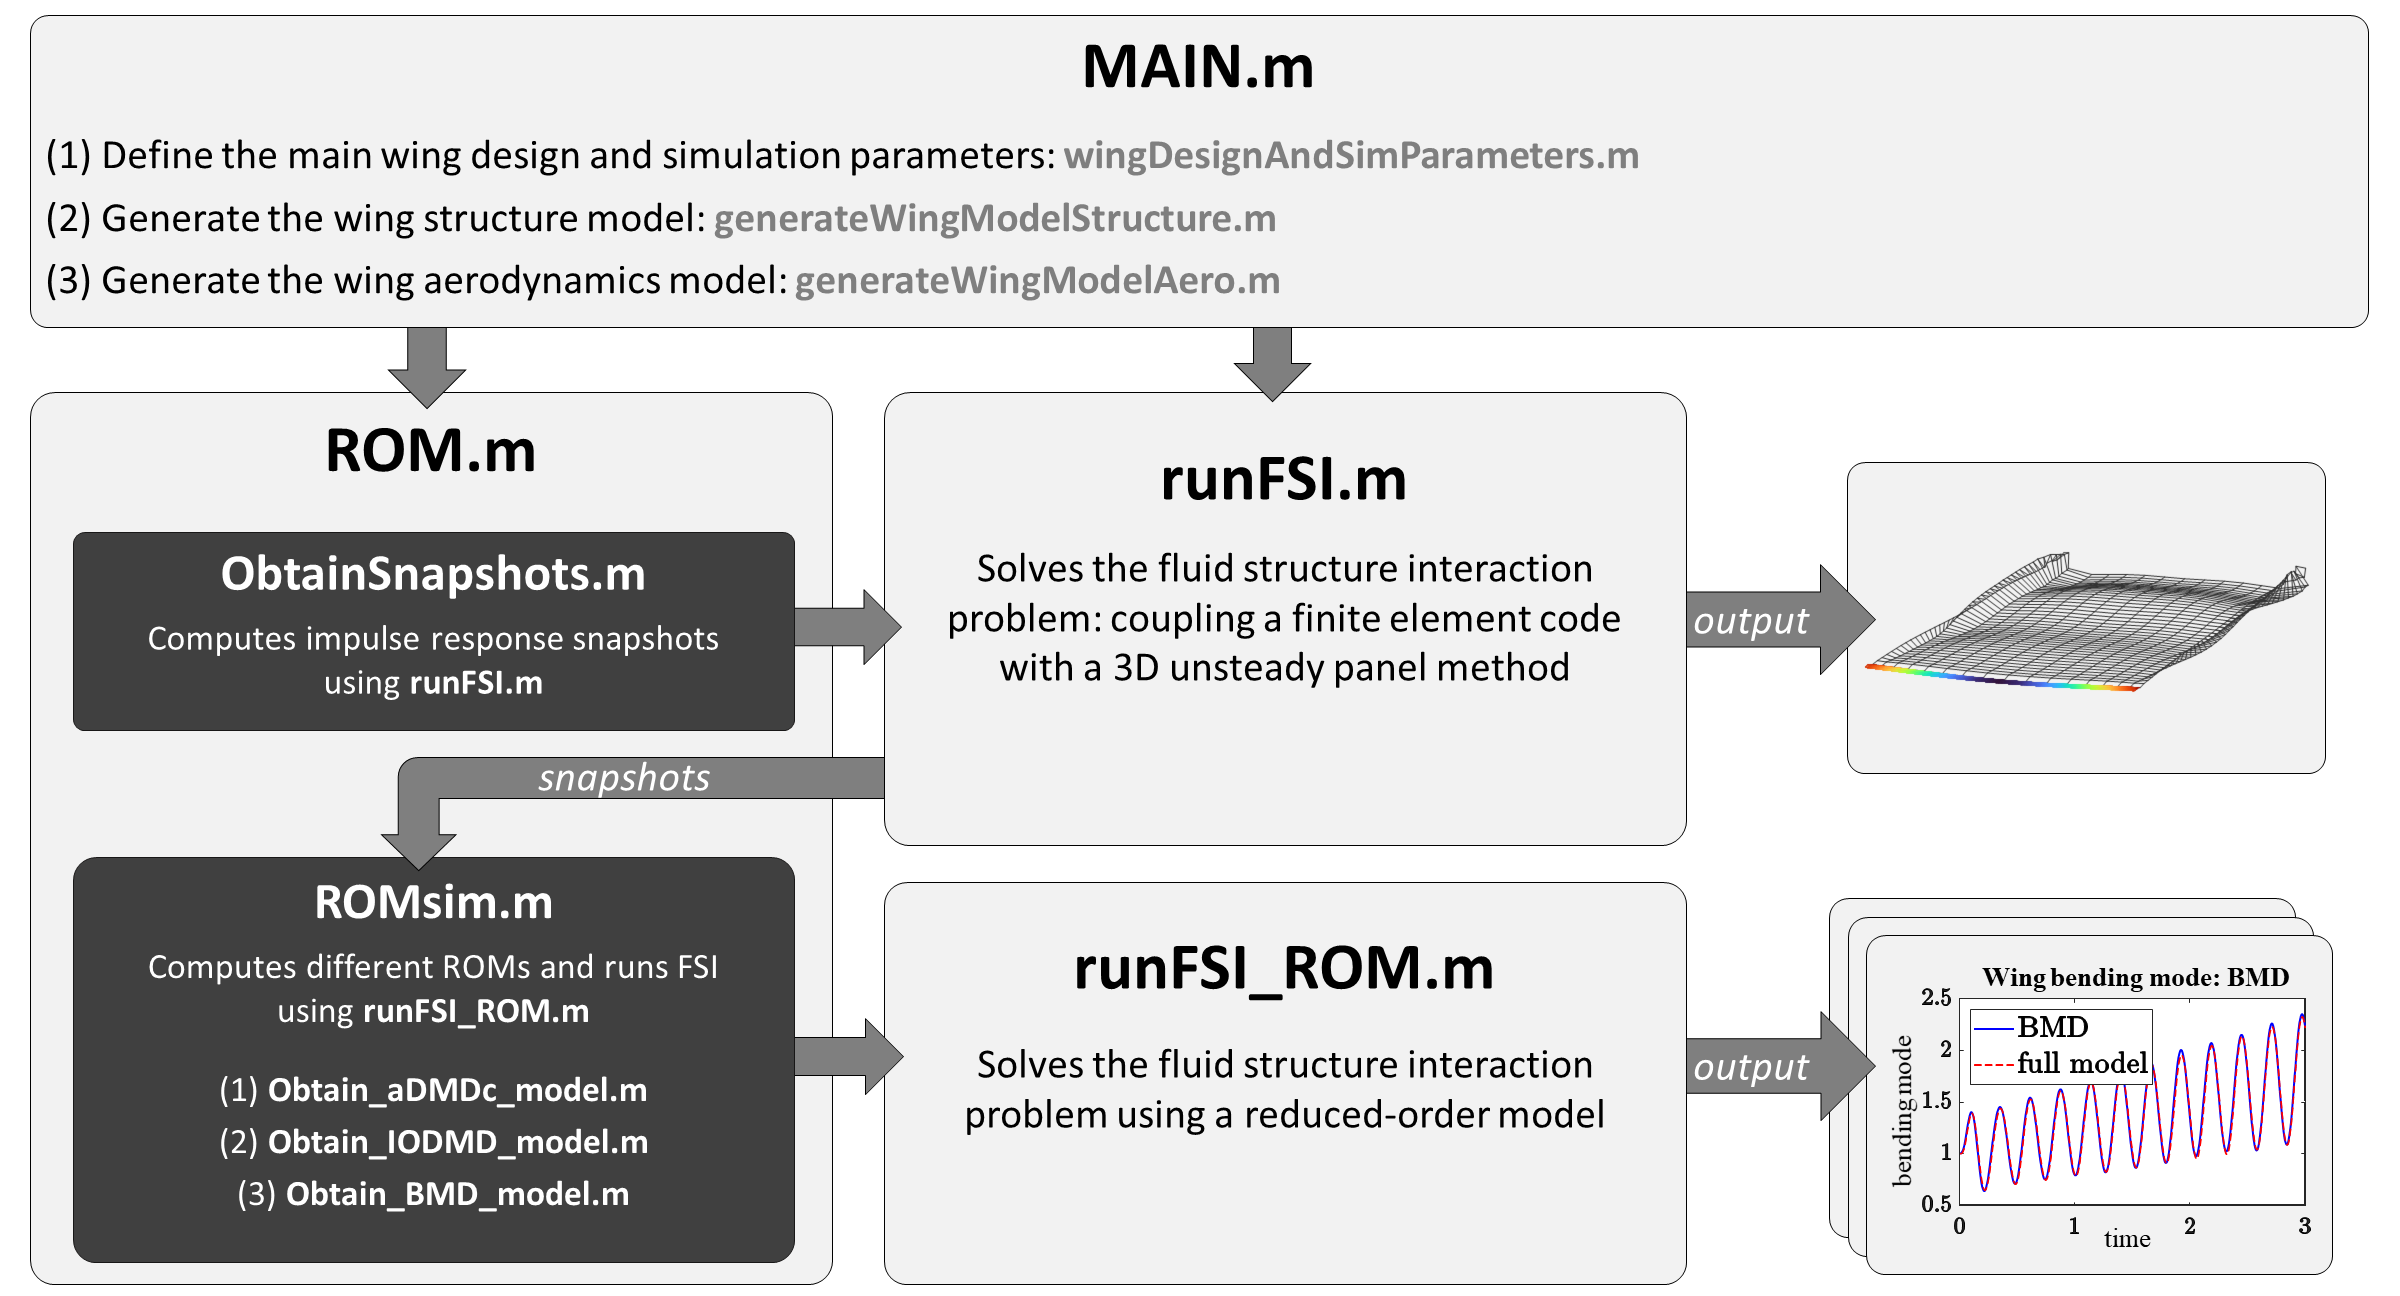 MAIN.m
(1) Define the main wing design and simulation parameters: wingDesignAndSimParameters.m
(2) Generate the wing structure model: generateWingModelStructure.m
(3) Generate the wing aerodynamics model: generateWingModelAero.m
ROM.m
ObtainSnapshots.m
Computes impulse response snapshots
using runFSI.m
snapshots
ROMsim.m
Computes different ROMs and runs FSI
using runFSI_ROM.m
(1) Obtain_aDMDc_model.m
(2) Obtain_IODMD_model.m
(3) Obtain_BMD_model.m
runFSI.m
Solves the fluid structure interaction
problem: coupling a finite element code
with a 3D unsteady panel method
output
runFSI_ROM.m
Solves the fluid structure interaction
problem using a reduced-order model
output
Wing bending mode: BMD
2.5
2
1.5
1
0.5
bending mode
BMD
full model
0 1 2 3
time